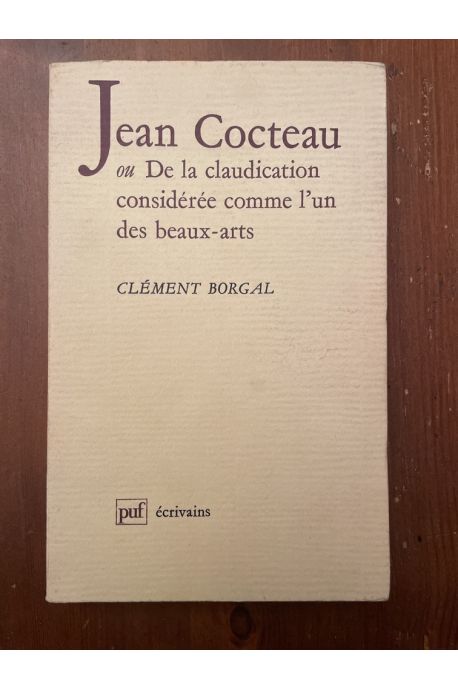 Jean Cocteau
ou De la claudication
considérée comme l'un
des beaux-arts
CLÉMENT BORGAL
puf écrivains